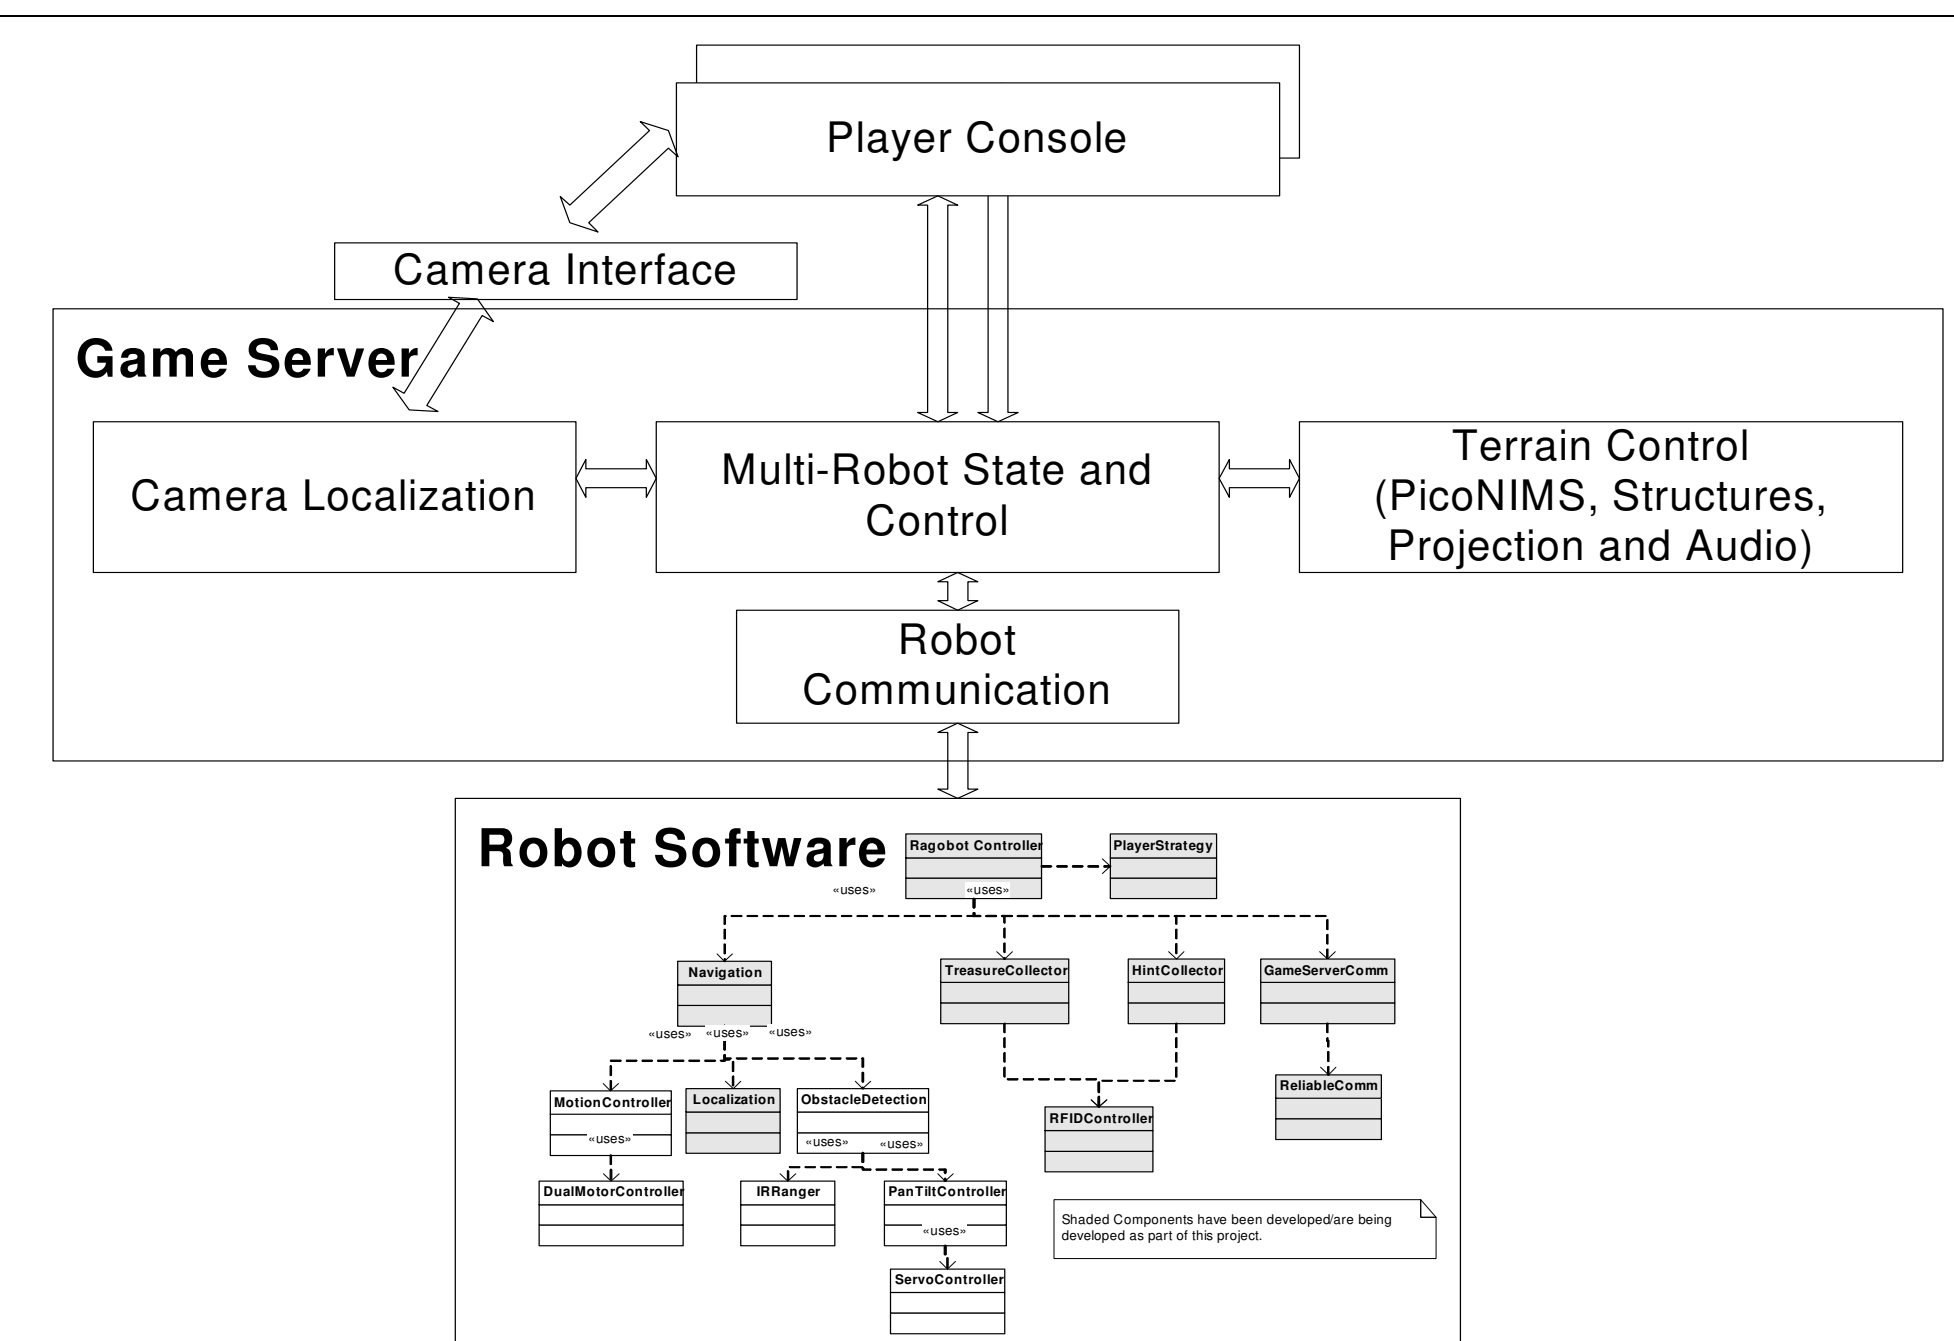 Player Console
Camera Interface
Game Server
Camera Localization
Multi-Robot State and
Control
Terrain Control
(PicoNIMS, Structures,
Projection and Audio)
Robot
Communication
Robot Software
Ragobot Controller
PlayerStrategy
«uses»
«uses»
Navigation
TreasureCollector
HintCollector
GameServerComm
«uses»
«uses»
«uses»
MotionController
Localization
ObstacleDetection
ReliableComm
RFIDController
«uses»
«uses»
«uses»
DualMotorController
IRRanger
PanTiltController
«uses»
Shaded Components have been developed/are being
developed as part of this project.
ServoController